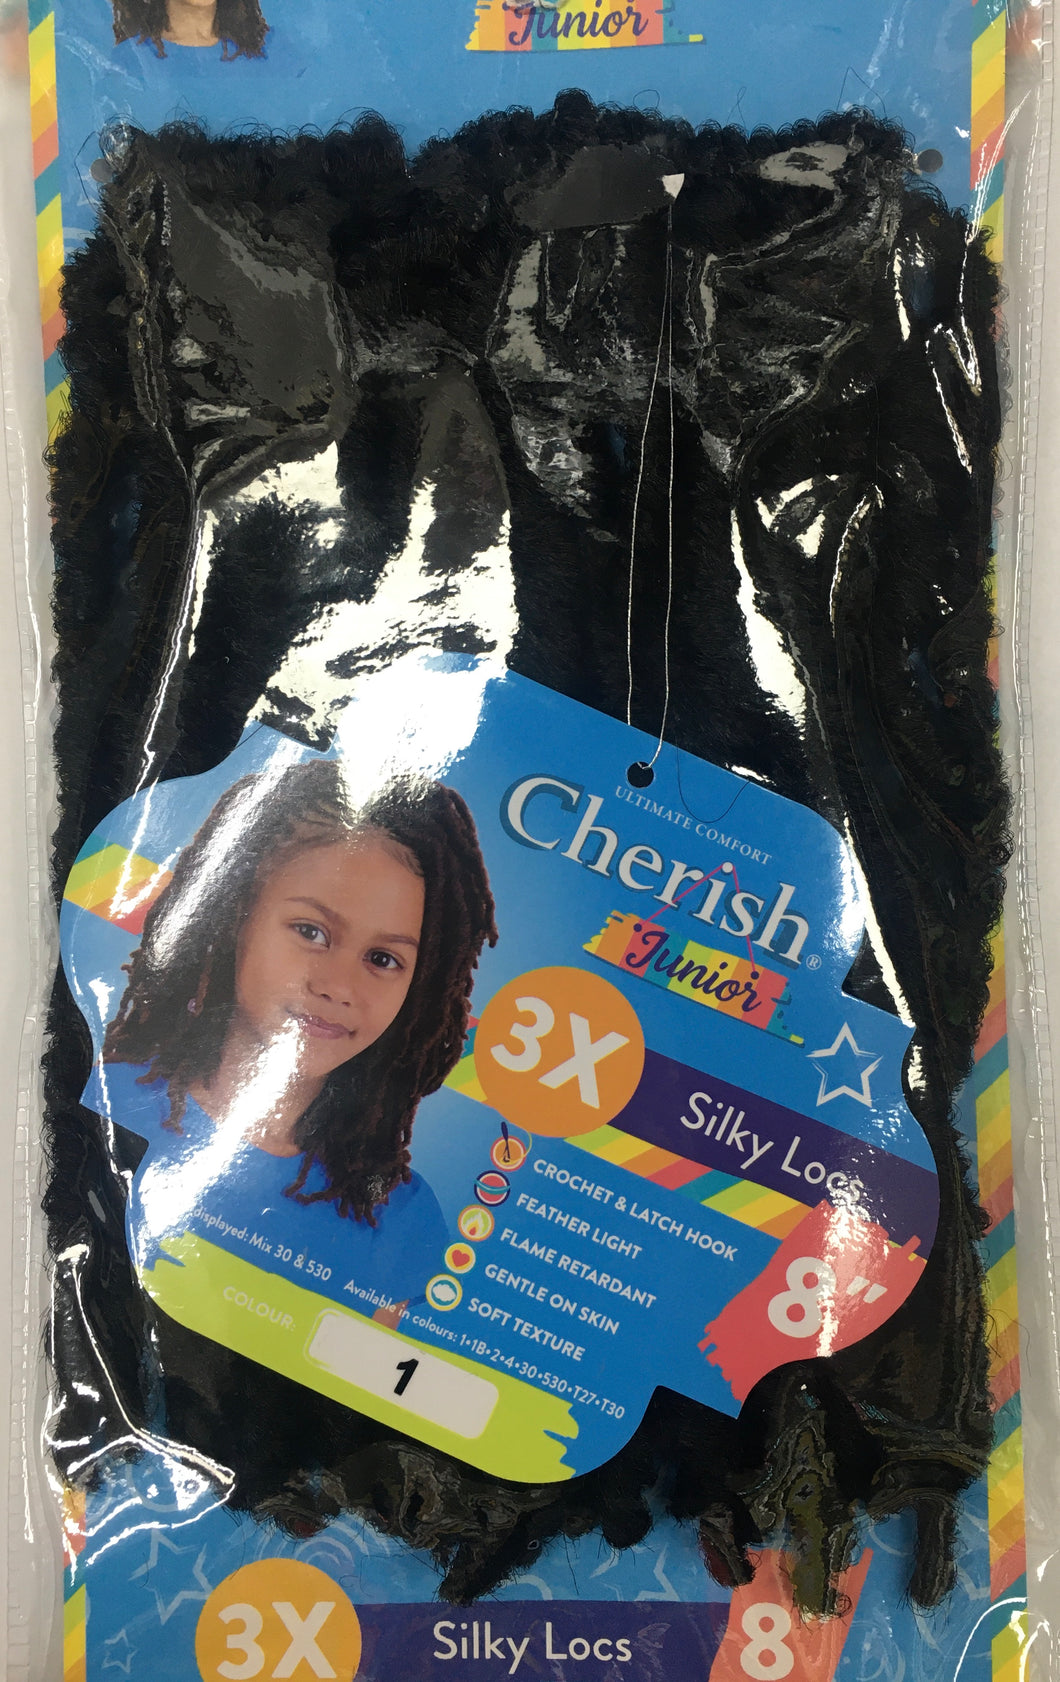 Junior
ULTIMATE COMFORT
Cherish®
Junior
3X
Silky Locs
CROCHET & LATCH HOOK
FEATHER LIGHT
FLAME RETARDANT
GENTLE ON SKIN
SOFT TEXTURE
8"
displayed: Mix 30 & 530
Available in colours: 1•1B•2•4•30•530•T27•T30
COLOUR:
1
3X
Silky Locs
8